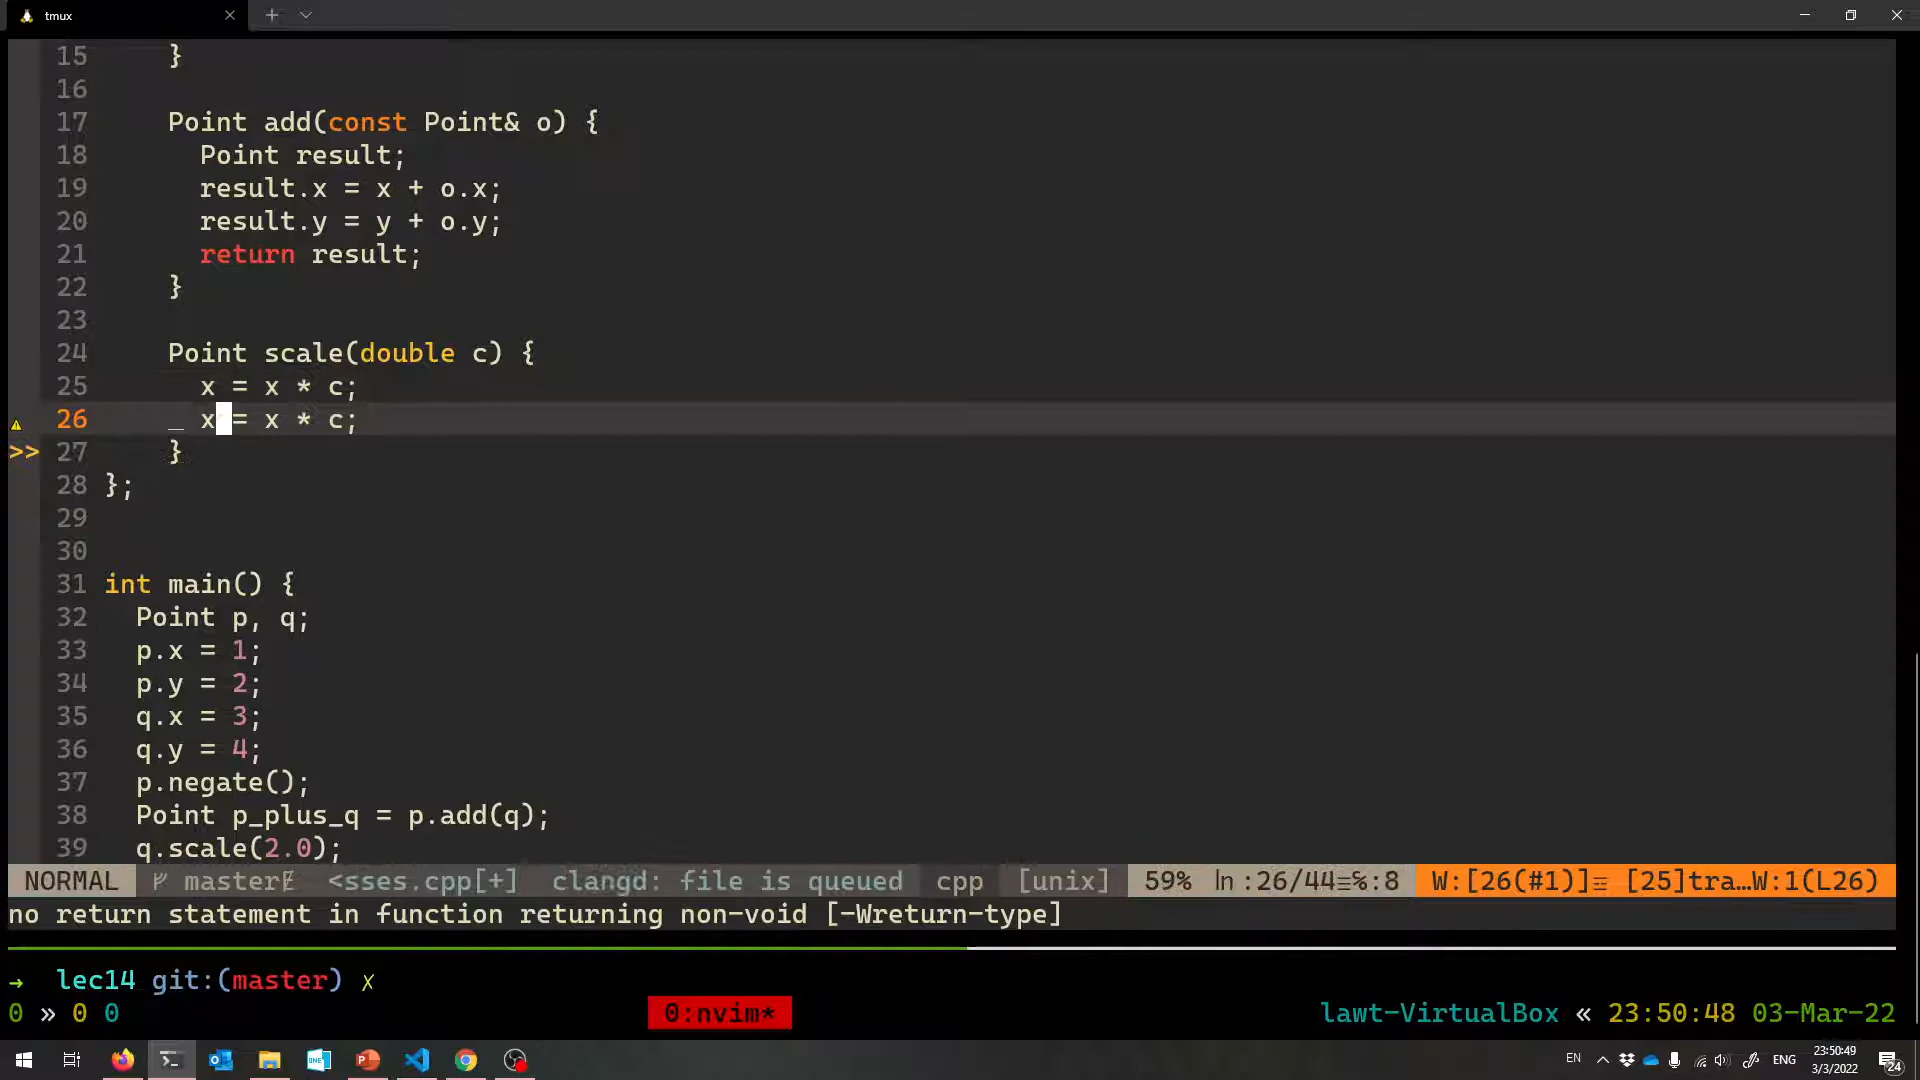 tmux
15 }
16
17 Point add(const Point& o) {
18 Point result;
19 result.x = x + o.x;
20 result.y = y + o.y;
21 return result;
22 }
23
24 Point scale(double c) {
25 x = x * c;
26 _ x = x * c;
>> 27 }
28 };
29
30
31 int main() {
32 Point p, q;
33 p.x = 1;
34 p.y = 2;
35 q.x = 3;
36 q.y = 4;
37 p.negate();
38 Point p_plus_q = p.add(q);
39 q.scale(2.0);
NORMAL master <sses.cpp[+] clangd: file is queued cpp [unix] 59% ㏑:26/44≡℅:8 W:[26(#1)]≡ [25]tra…W:1(L26)
no return statement in function returning non-void [-Wreturn-type]
→ lec14 git:(master) ✗
0 » 0 0 0:nvim* lawt-VirtualBox « 23:50:48 03-Mar-22
EN ENG 23:50:49
3/3/2022 24